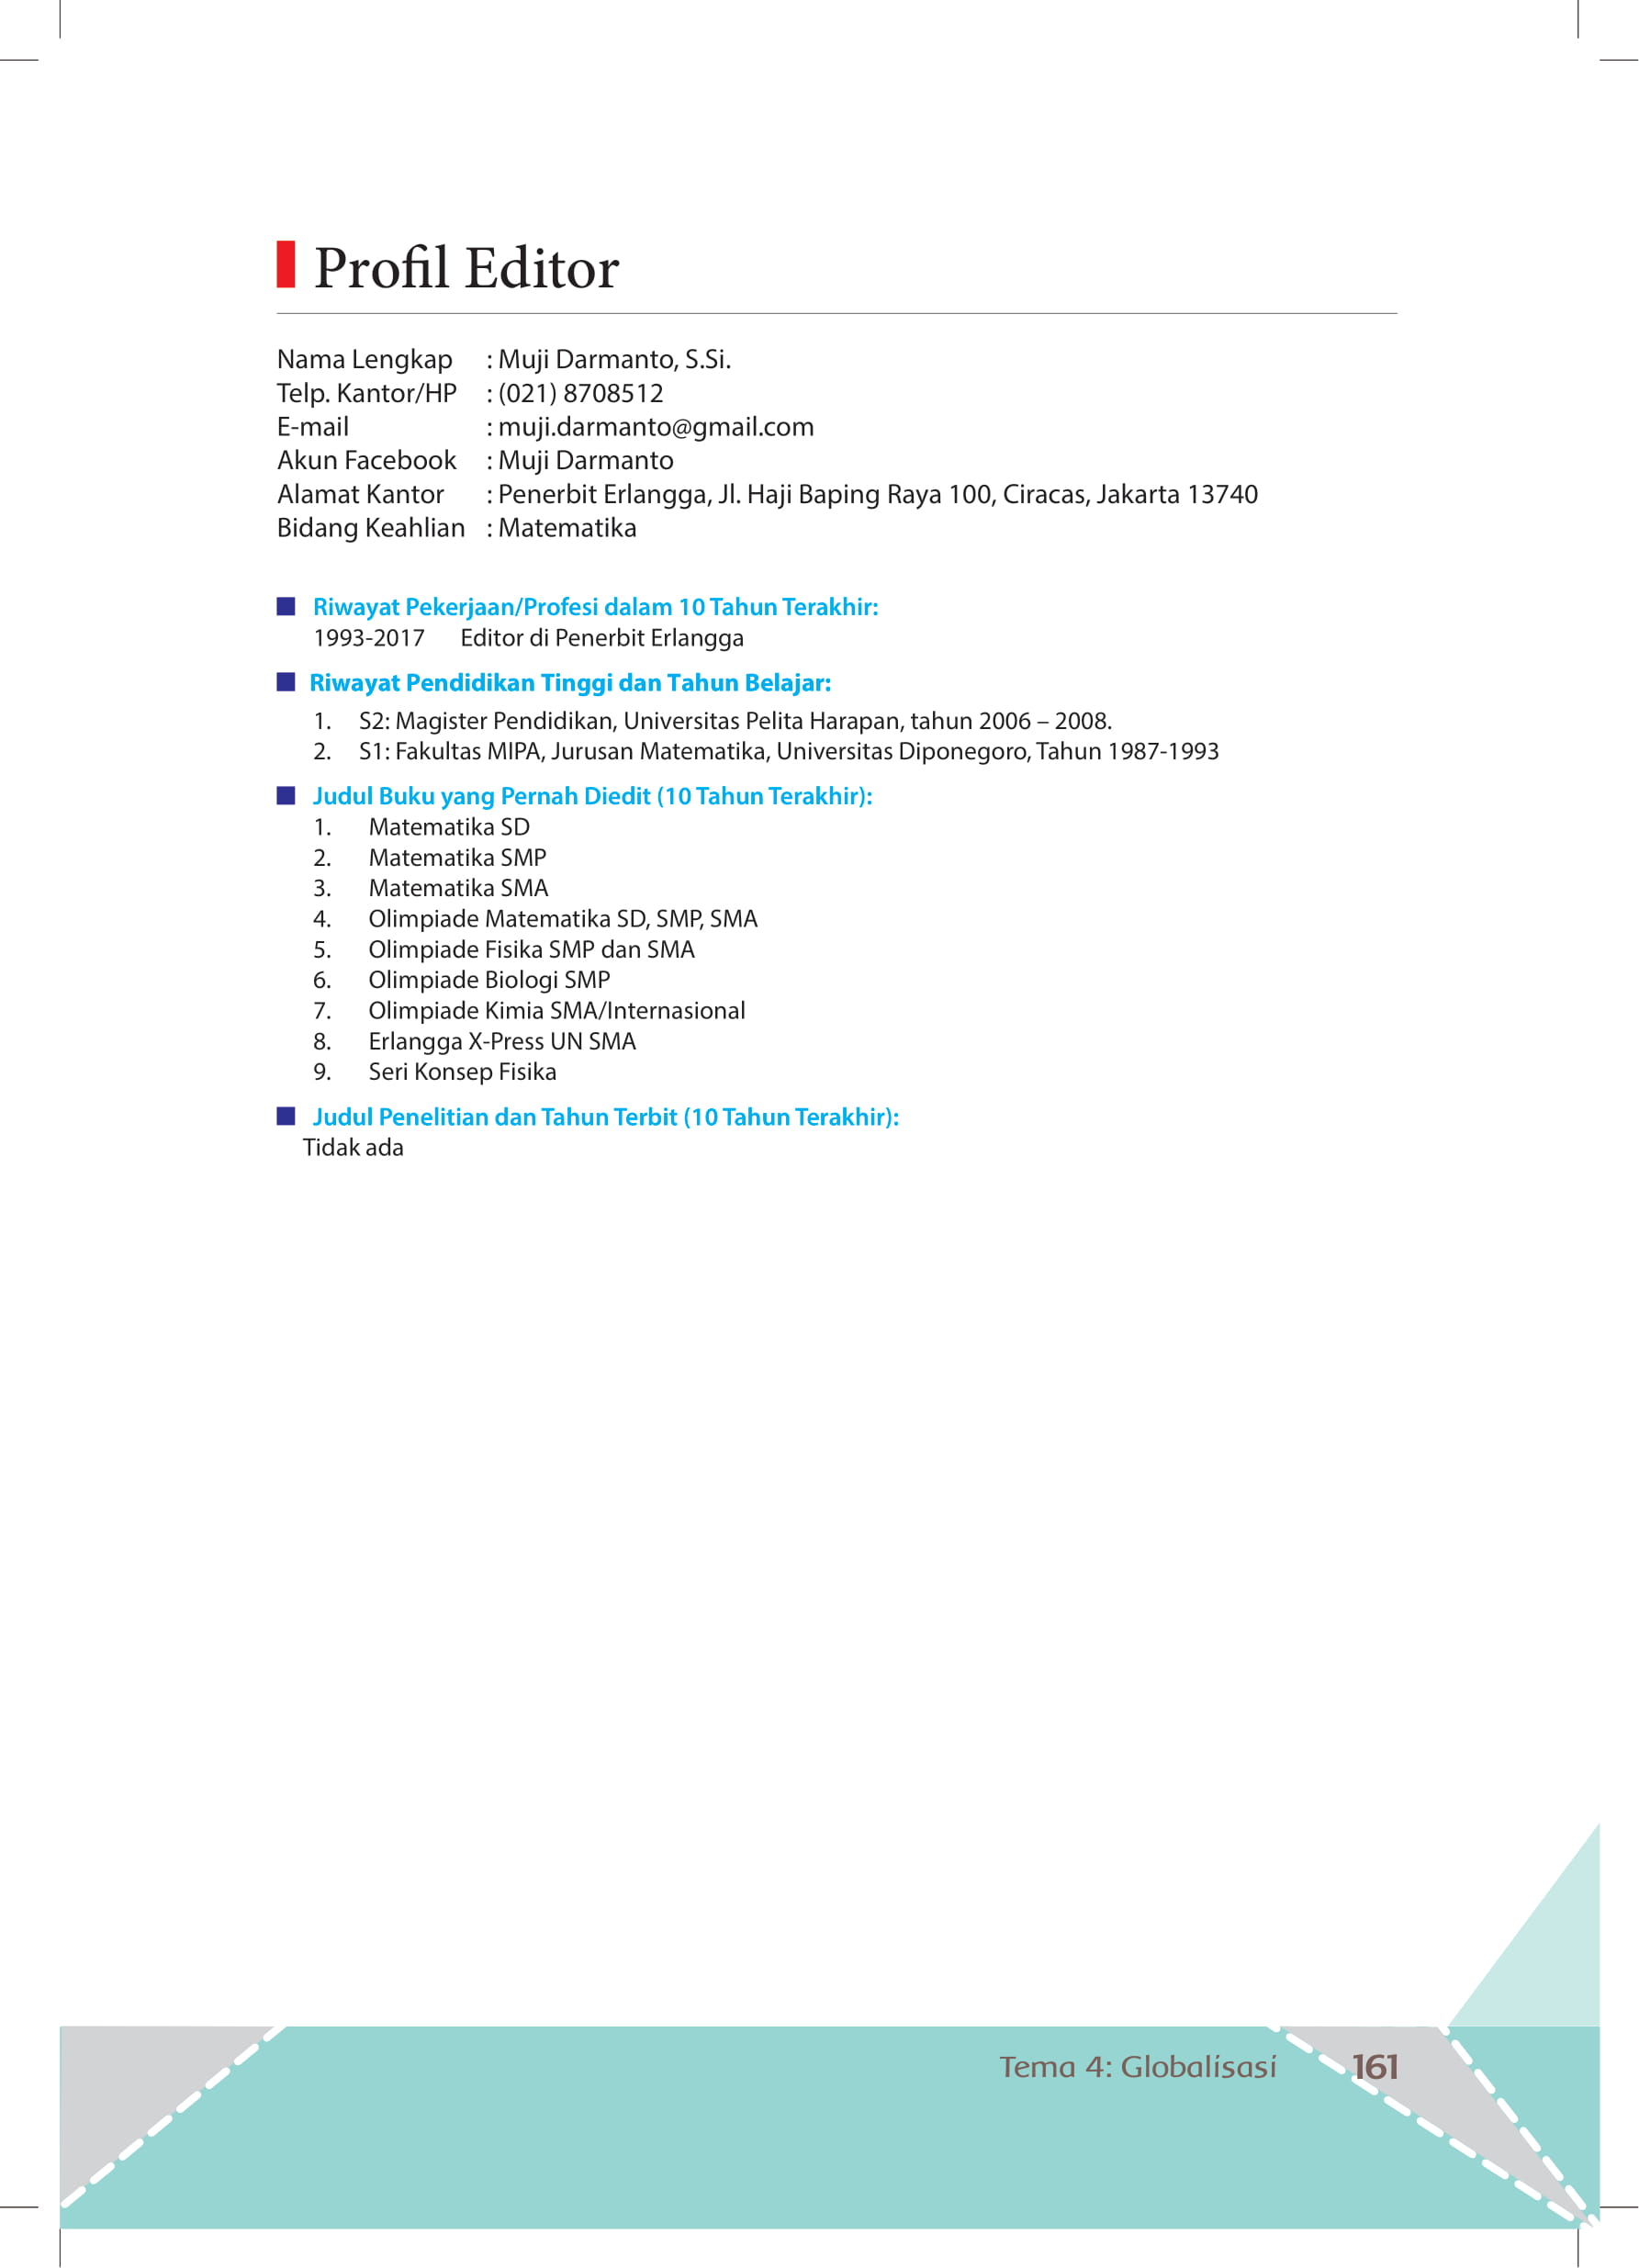 Profil Editor
Nama Lengkap : Muji Darmanto, S.Si.
Telp. Kantor/HP : (021) 8708512
E-mail : muji.darmanto@gmail.com
Akun Facebook : Muji Darmanto
Alamat Kantor : Penerbit Erlangga, Jl. Haji Baping Raya 100, Ciracas, Jakarta 13740
Bidang Keahlian : Matematika
Riwayat Pekerjaan/Profesi dalam 10 Tahun Terakhir:
1993-2017 Editor di Penerbit Erlangga
Riwayat Pendidikan Tinggi dan Tahun Belajar:
1. S2: Magister Pendidikan, Universitas Pelita Harapan, tahun 2006 – 2008.
2. S1: Fakultas MIPA, Jurusan Matematika, Universitas Diponegoro, Tahun 1987-1993
Judul Buku yang Pernah Diedit (10 Tahun Terakhir):
1. Matematika SD
2. Matematika SMP
3. Matematika SMA
4. Olimpiade Matematika SD, SMP, SMA
5. Olimpiade Fisika SMP dan SMA
6. Olimpiade Biologi SMP
7. Olimpiade Kimia SMA/Internasional
8. Erlangga X-Press UN SMA
9. Seri Konsep Fisika
Judul Penelitian dan Tahun Terbit (10 Tahun Terakhir):
Tidak ada
Tema 4: Globalisasi 161